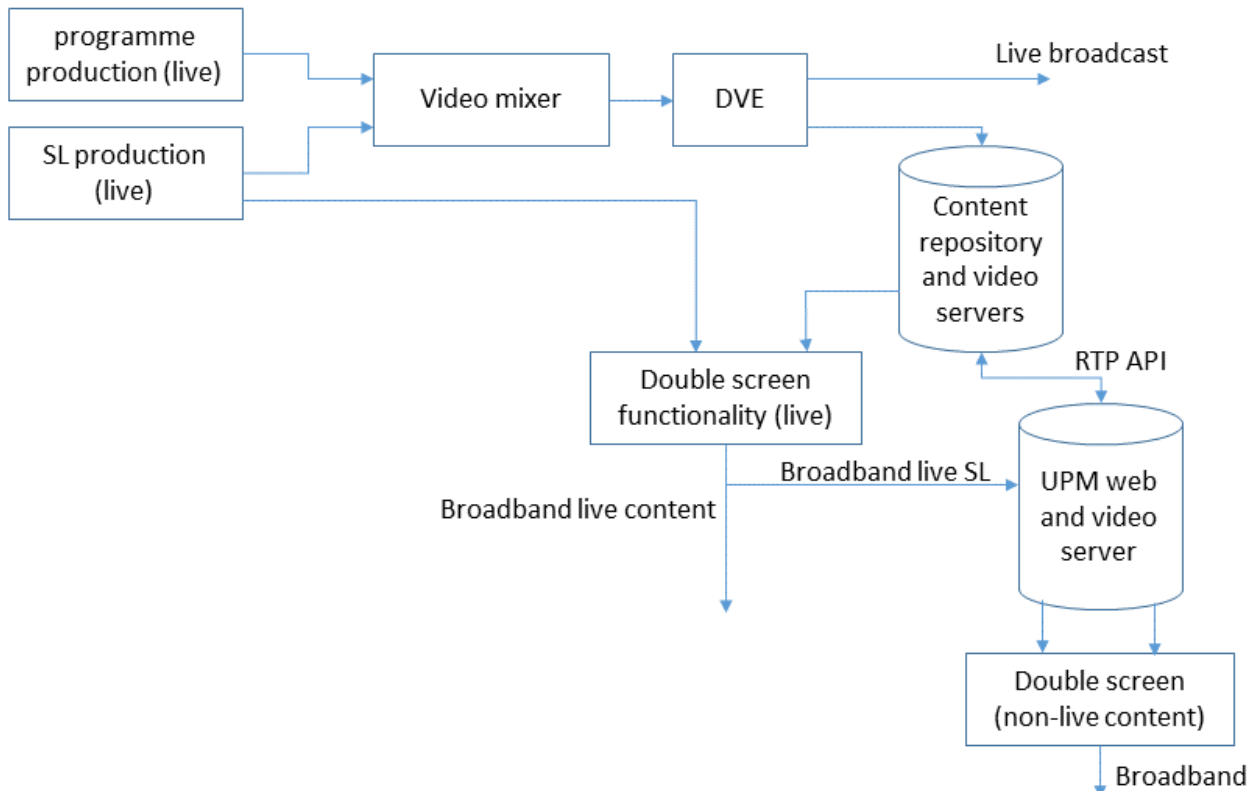 programme
production (live)
Live broadcast
Video mixer
DVE
SL production
(live)
Content
repository
and video
servers
RTP API
Double screen
functionality (live)
Broadband live SL
Broadband live content
UPM web
and video
server
Double screen
(non-live content)
Broadband